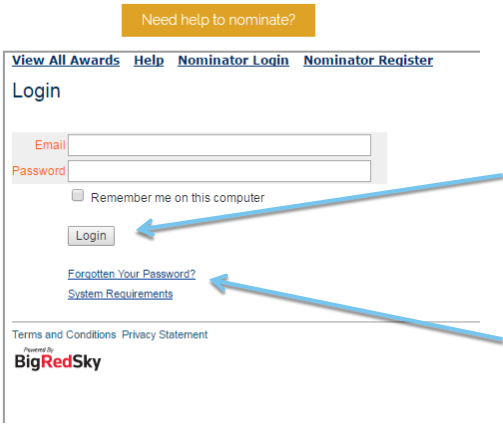 Need help to nominate?
View All Awards Help Nominator Login Nominator Register
Login
Email
Password
Remember me on this computer
Login
Forgotten Your Password?
System Requirements
Terms and Conditions Privacy Statement
Powered By
BigRedSky